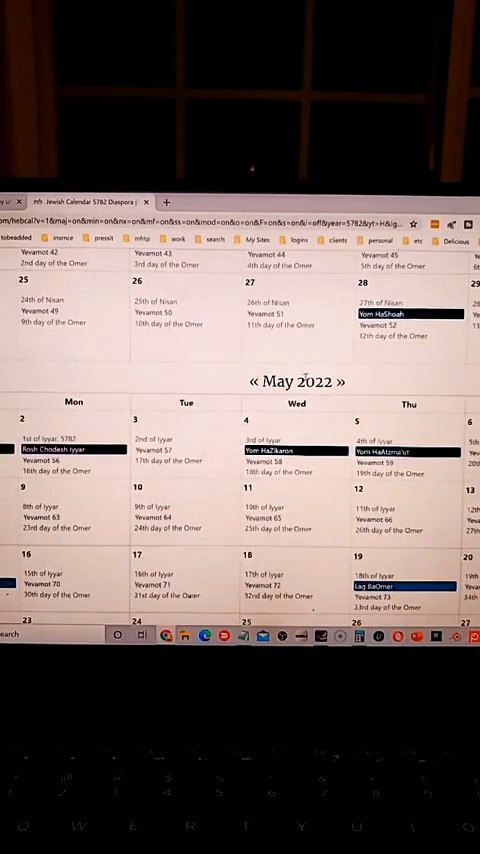 Jewish Calendar 5782 Diaspora |
om/hebcal?v=1&maj=on&min=on&nx=on&mf=on&ss=on&mod=on&o=on&F=on&s=on&i=off&year=5782&yt=H&lg...
tobeadded insrnce pressit mhtp work search My Sites logins clients personal etc Delicious
Yevamot 42 Yevamot 43 Yevamot 44 Yevamot 45
2nd day of the Omer 3rd day of the Omer 4th day of the Omer 5th day of the Omer
25 26 27 28 29
24th of Nisan 25th of Nisan 26th of Nisan 27th of Nisan
Yevamot 49 Yevamot 50 Yevamot 51 Yom HaShoah
9th day of the Omer 10th day of the Omer 11th day of the Omer Yevamot 52
12th day of the Omer
« May 2022 »
Mon Tue Wed Thu
2 3 4 5 6
1st of Iyyar, 5782 2nd of Iyyar 3rd of Iyyar 4th of Iyyar 5th
Rosh Chodesh Iyyar Yevamot 57 Yom HaZikaron Yom HaAtzma'ut
Yevamot 56 17th day of the Omer Yevamot 58 Yevamot 59
16th day of the Omer 18th day of the Omer 19th day of the Omer
9 10 11 12 13
8th of Iyyar 9th of Iyyar 10th of Iyyar 11th of Iyyar 12th
Yevamot 63 Yevamot 64 Yevamot 65 Yevamot 66
23rd day of the Omer 24th day of the Omer 25th day of the Omer 26th day of the Omer 27th
16 17 18 19 20
15th of Iyyar 16th of Iyyar 17th of Iyyar 18th of Iyyar 19th
Yevamot 70 Yevamot 71 Yevamot 72 Lag BaOmer
30th day of the Omer 31st day of the Omer 32nd day of the Omer Yevamot 73 34th
33rd day of the Omer
23 24 25 26 27
earch
@ # $
2 3 4 5 6 7 8 9
Q W E R T Y U I O